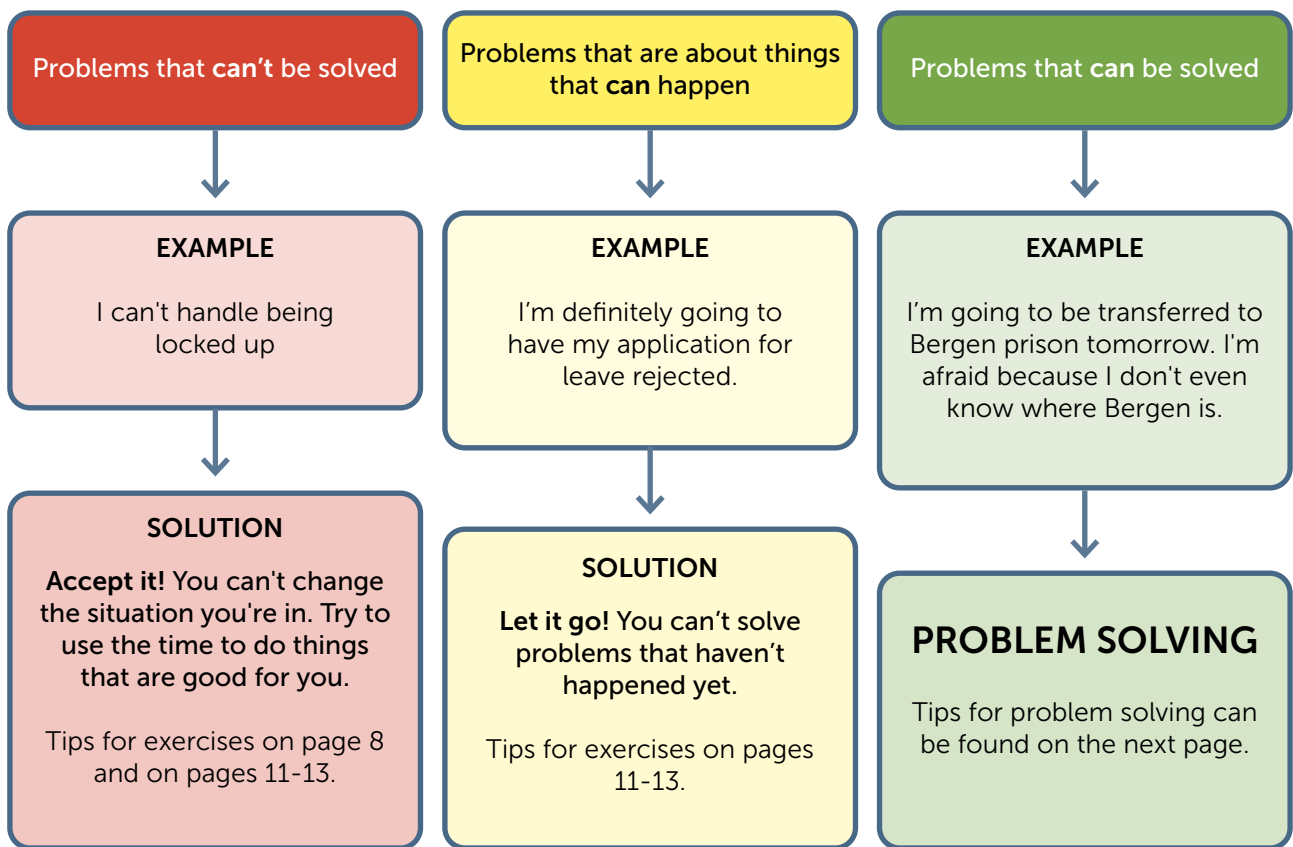 Problems that can't be solved
EXAMPLE
I can't handle being
locked up
SOLUTION
Accept it! You can't change
the situation you're in. Try to
use the time to do things
that are good for you.
Tips for exercises on page 8
and on pages 11-13.
Problems that are about things
that can happen
EXAMPLE
I’m definitely going to
have my application for
leave rejected.
SOLUTION
Let it go! You can’t solve
problems that haven’t
happened yet.
Tips for exercises on pages
11-13.
Problems that can be solved
EXAMPLE
I’m going to be transferred to
Bergen prison tomorrow. I'm
afraid because I don't even
know where Bergen is.
PROBLEM SOLVING
Tips for problem solving can
be found on the next page.